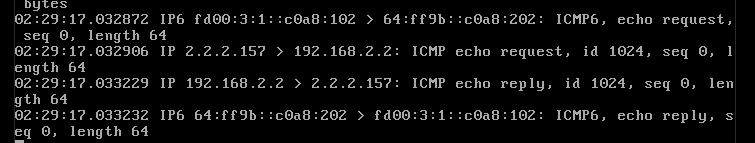 bytes
02:29:17.032872 IP6 fd00:3:1::c0a8:102 > 64:ff9b::c0a8:202: ICMP6, echo request,
seq 0, length 64
02:29:17.032906 IP 2.2.2.157 > 192.168.2.2: ICMP echo request, id 1024, seq 0, l
ength 64
02:29:17.033229 IP 192.168.2.2 > 2.2.2.157: ICMP echo reply, id 1024, seq 0, len
gth 64
02:29:17.033232 IP6 64:ff9b::c0a8:202 > fd00:3:1::c0a8:102: ICMP6, echo reply, s
eq 0, length 64